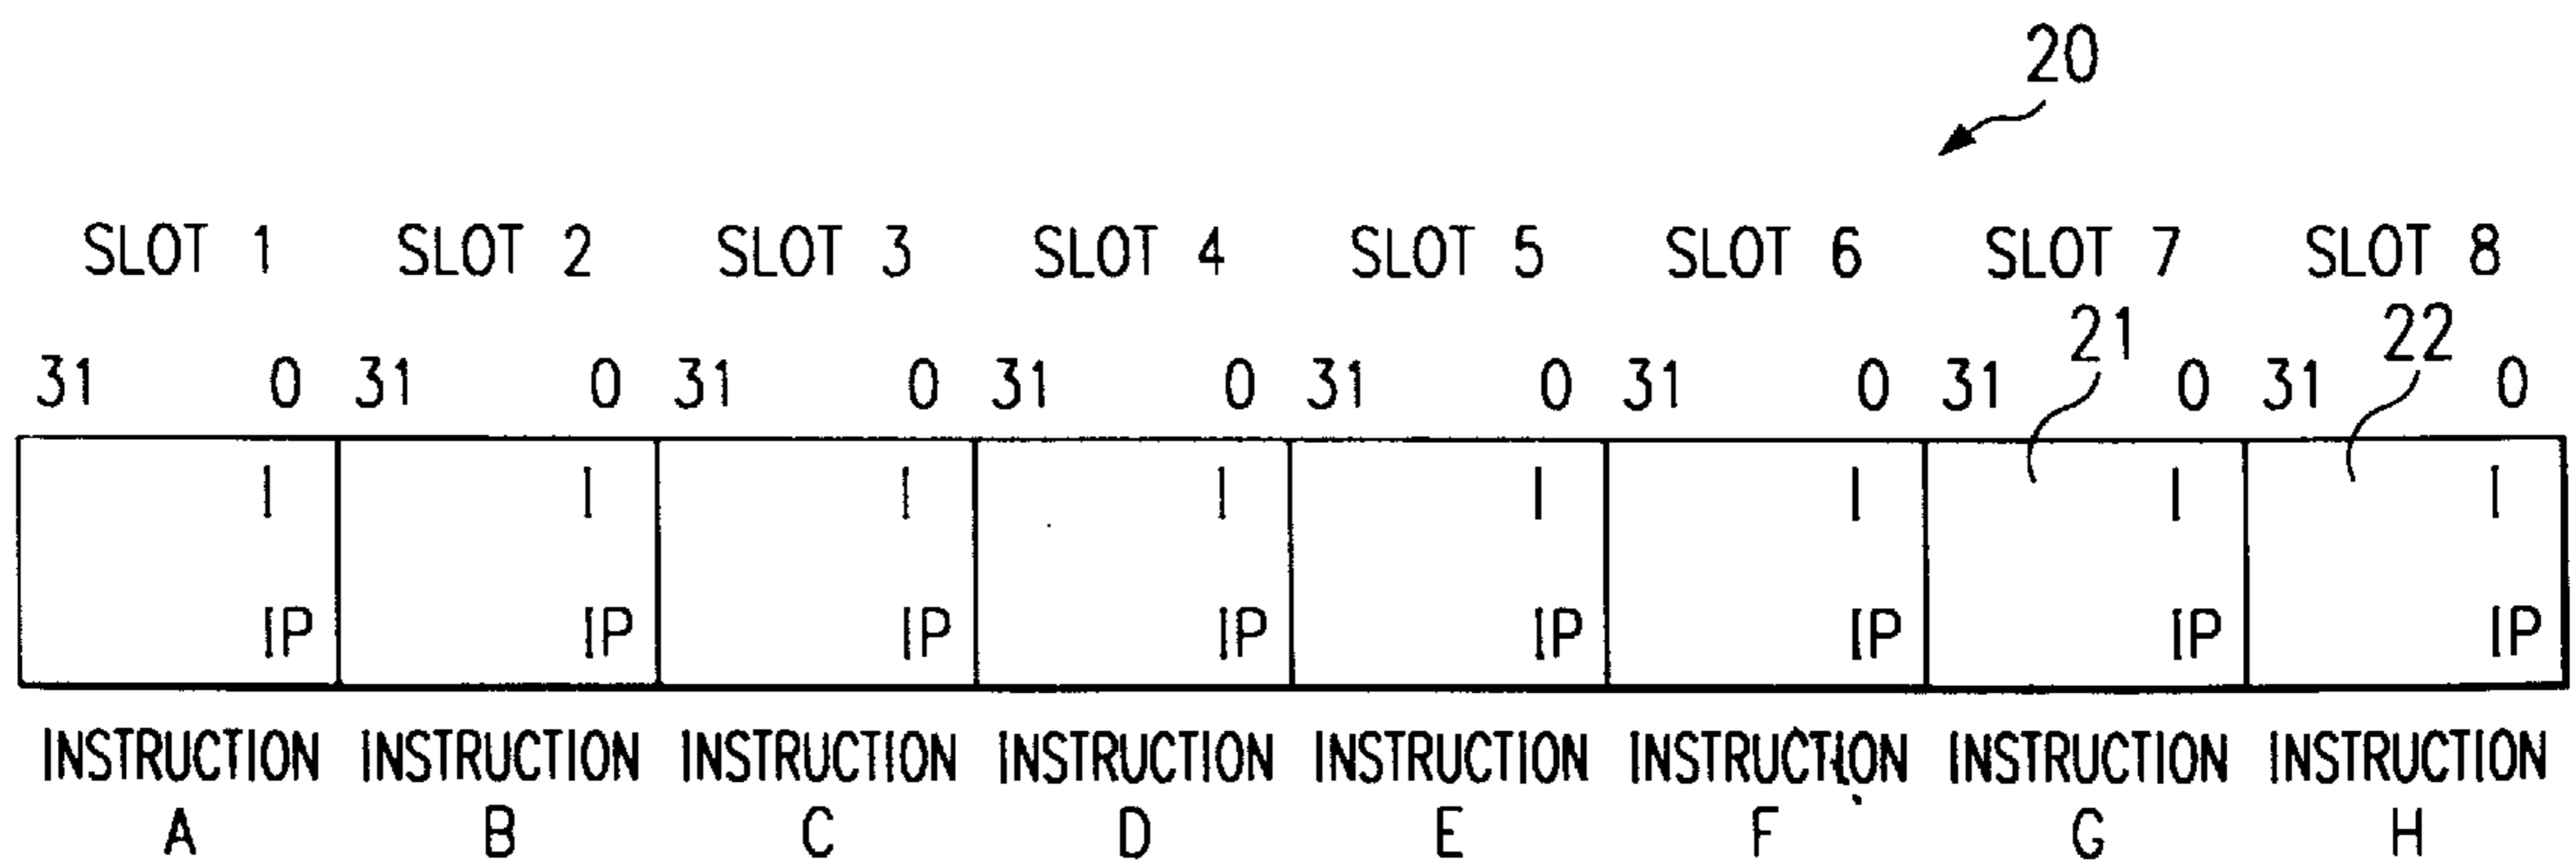 20
SLOT 1 SLOT 2 SLOT 3 SLOT 4 SLOT 5 SLOT 6 SLOT 7 SLOT 8
21 22
31 0 31 0 31 0 31 0 31 0 31 0 31 0 31 0
I I I I I I I I
IP IP IP IP IP IP IP IP
INSTRUCTION INSTRUCTION INSTRUCTION INSTRUCTION INSTRUCTION INSTRUCTION INSTRUCTION INSTRUCTION
A B C D E F G H